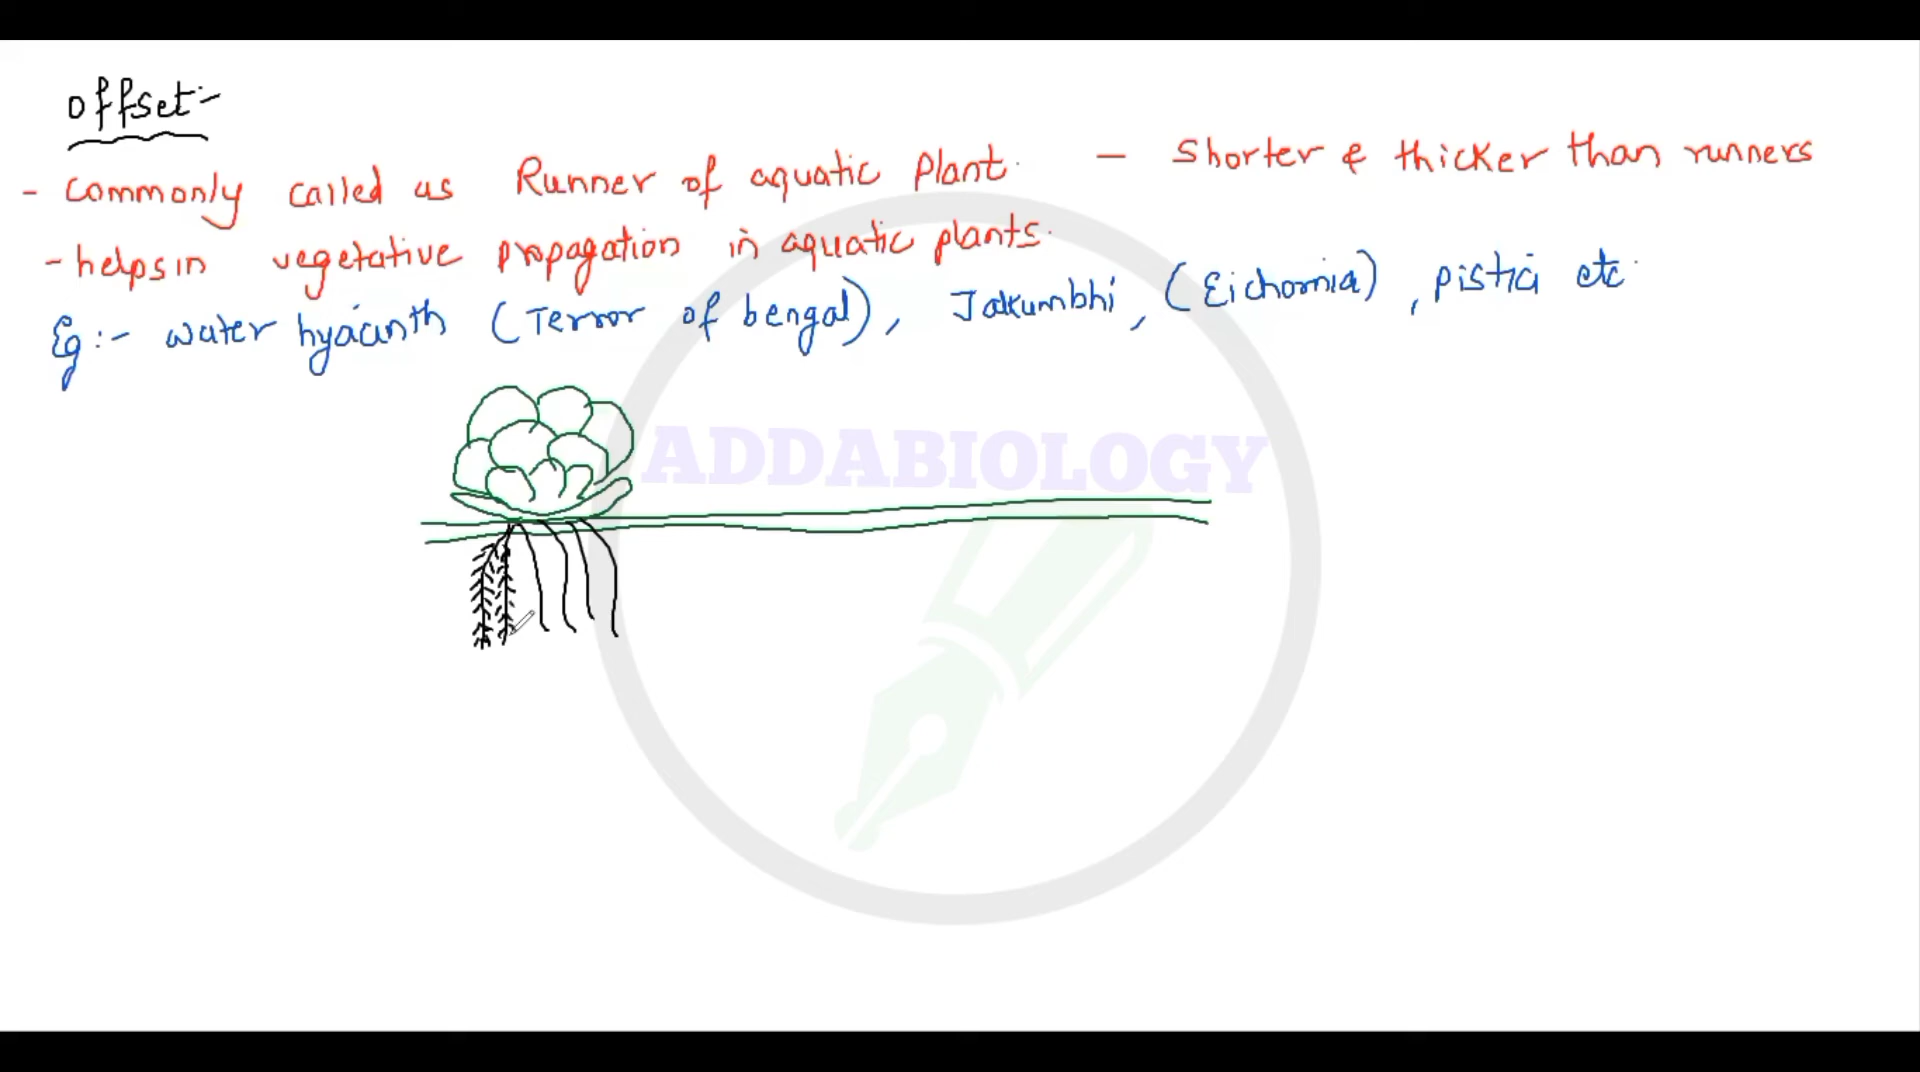 offset:-
- commonly called as Runner of aquatic Plant. - Shorter & thicker than runners
- helps in vegetative propagation in aquatic plants.
Eg:- water hyacinth (Terror of bengal), Jalkumbhi, (Eichornia), pistia etc.
ADDABIOLOGY